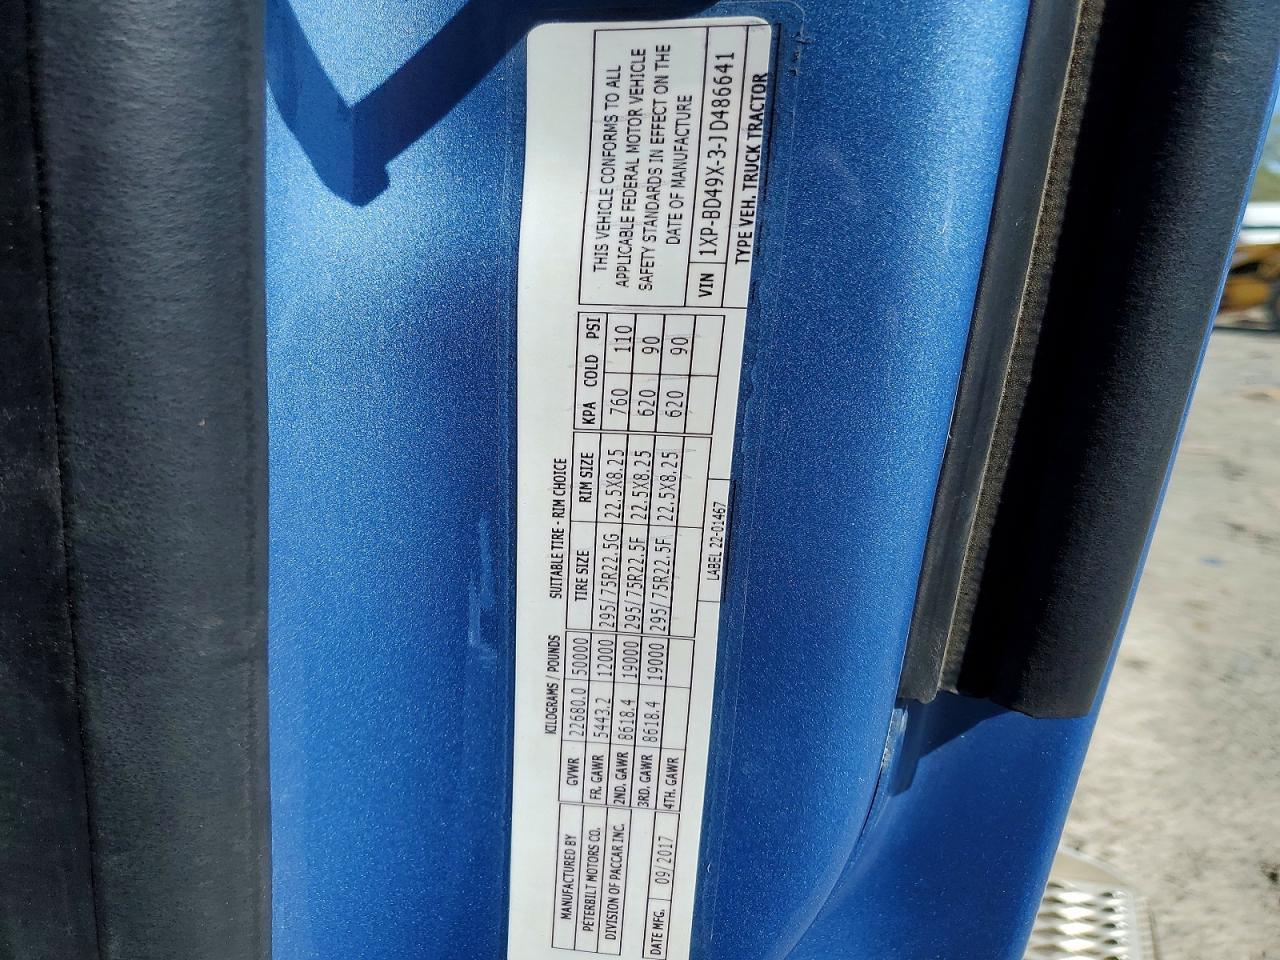 MANUFACTURED BY
PETERBILT MOTORS CO.
DIVISION OF PACCAR INC.
DATE MFG. 09/2017
KILOGRAMS / POUNDS
GVWR 22680.0 50000
FR. GAWR 5443.2 12000
2ND. GAWR 8618.4 19000
3RD. GAWR 8618.4 19000
4TH. GAWR
SUITABLE TIRE - RIM CHOICE
TIRE SIZE RIM SIZE KPA COLD PSI
295/75R22.5G 22.5X8.25 760 110
295/75R22.5F 22.5X8.25 620 90
295/75R22.5F 22.5X8.25 620 90
LABEL 22-01467
THIS VEHICLE CONFORMS TO ALL
APPLICABLE FEDERAL MOTOR VEHICLE
SAFETY STANDARDS IN EFFECT ON THE
DATE OF MANUFACTURE
VIN 1XP-BD49X-3-JD486641
TYPE VEH. TRUCK TRACTOR